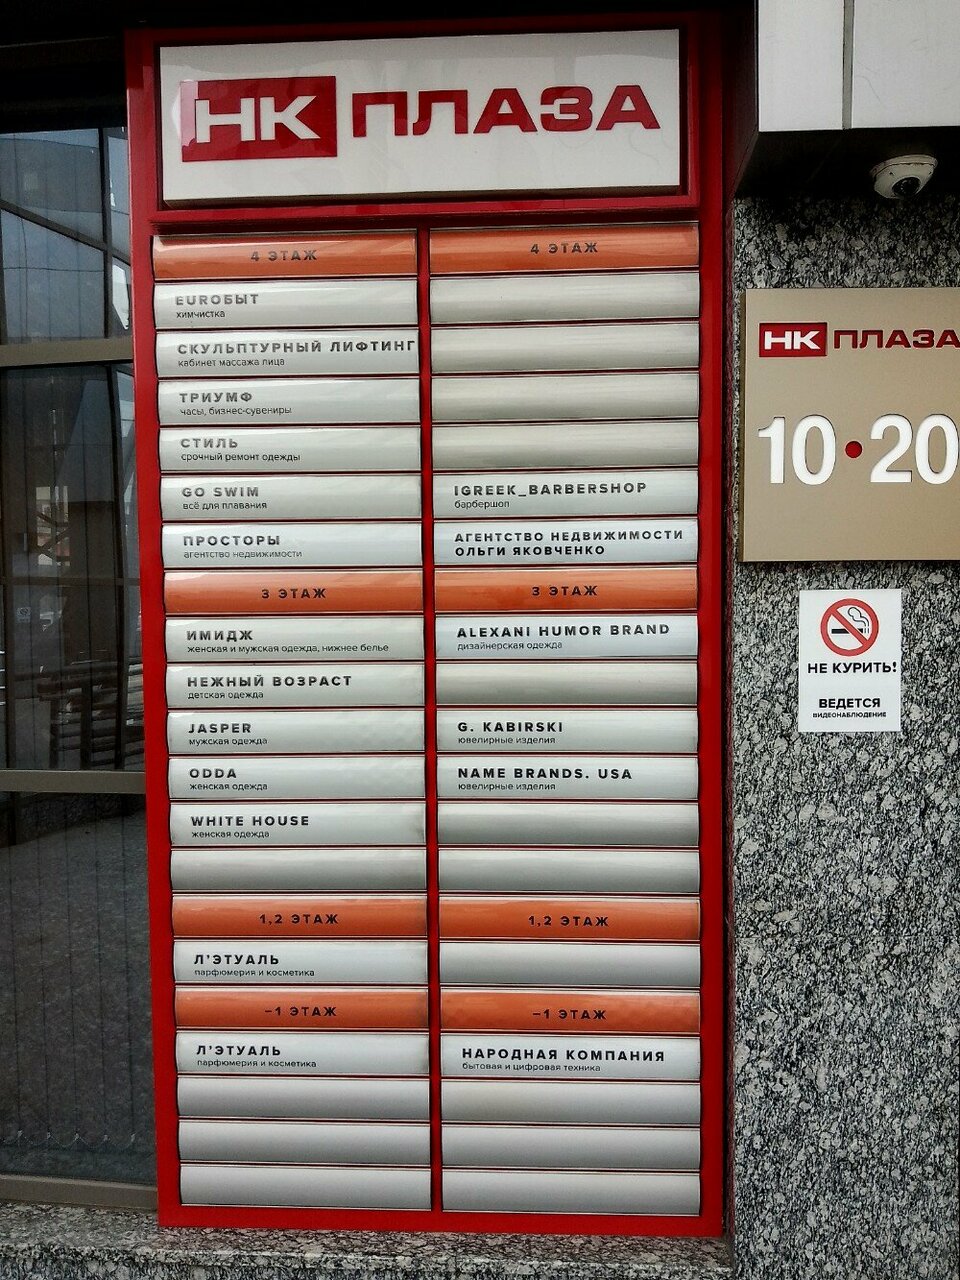 НК ПЛАЗА
4 ЭТАЖ
EUROБЫТ
химчистка
СКУЛЬПТУРНЫЙ ЛИФТИНГ
кабинет массажа лица
ТРИУМФ
часы, бизнес-сувениры
СТИЛЬ
срочный ремонт одежды
GO SWIM
всё для плавания
ПРОСТОРЫ
агентство недвижимости
3 ЭТАЖ
ИМИДЖ
женская и мужская одежда, нижнее белье
НЕЖНЫЙ ВОЗРАСТ
детская одежда
JASPER
мужская одежда
ODDA
женская одежда
WHITE HOUSE
женская одежда
1,2 ЭТАЖ
Л'ЭТУАЛЬ
парфюмерия и косметика
-1 ЭТАЖ
Л'ЭТУАЛЬ
парфюмерия и косметика
4 ЭТАЖ
IGREEK_BARBERSHOP
барбершоп
АГЕНТСТВО НЕДВИЖИМОСТИ
ОЛЬГИ ЯКОВЧЕНКО
3 ЭТАЖ
ALEXANI HUMOR BRAND
дизайнерская одежда
G. KABIRSKI
ювелирные изделия
NAME BRANDS. USA
ювелирные изделия
1,2 ЭТАЖ
-1 ЭТАЖ
НАРОДНАЯ КОМПАНИЯ
бытовая и цифровая техника
НК ПЛАЗА
10•20
НЕ КУРИТЬ!
ВЕДЕТСЯ
ВИДЕОНАБЛЮДЕНИЕ